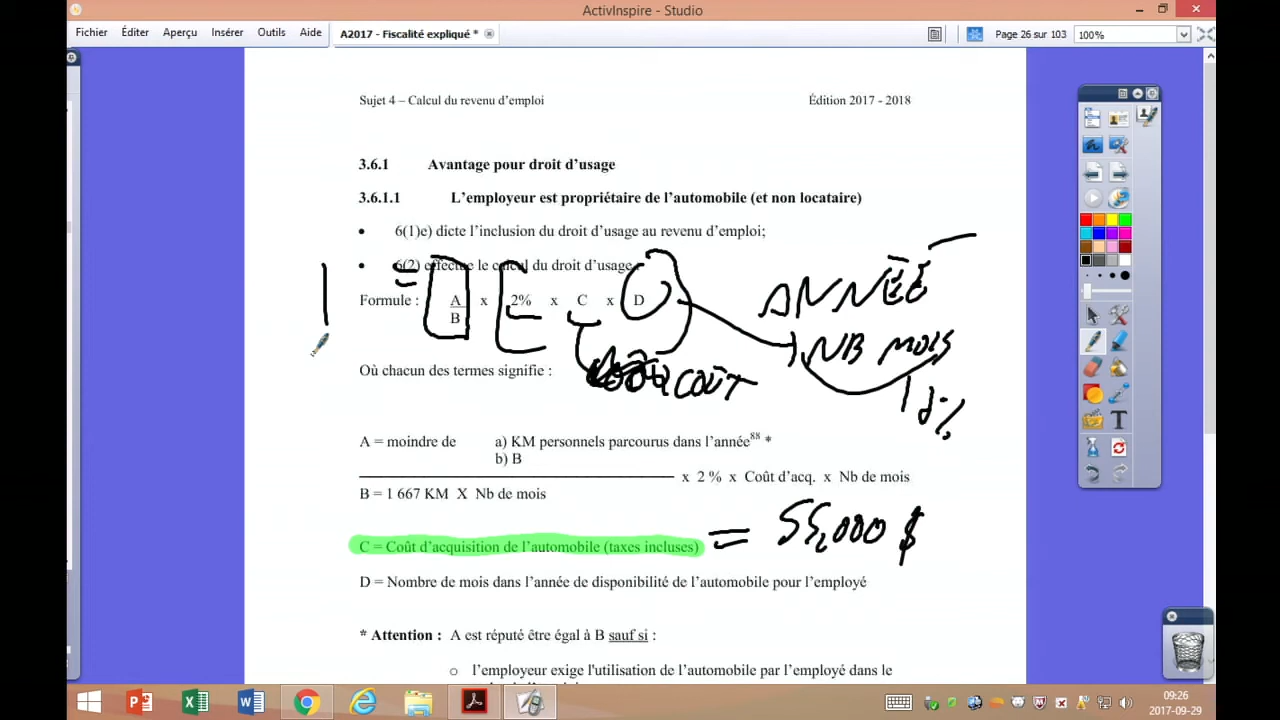 ActivInspire - Studio
Fichier Éditer Aperçu Insérer Outils Aide
A2017 - Fiscalité expliqué *
Page 26 sur 103
100%
Sujet 4 – Calcul du revenu d’emploi
Édition 2017 - 2018
3.6.1 Avantage pour droit d’usage
3.6.1.1 L’employeur est propriétaire de l’automobile (et non locataire)
• 6(1)e) dicte l’inclusion du droit d’usage au revenu d’emploi;
• 6(2) effectue le calcul du droit d’usage :
ANNÉE
Formule : A/B x 2% x C x D
1 =
NB MOIS
Où chacun des termes signifie :
COÛT
A = moindre de a) KM personnels parcourus dans l’année88 *
b) B
x 2 % x Coût d’acq. x Nb de mois
B = 1 667 KM X Nb de mois
C = Coût d’acquisition de l’automobile (taxes incluses) = 55,000 $
D = Nombre de mois dans l’année de disponibilité de l’automobile pour l’employé
* Attention : A est réputé être égal à B sauf si :
o l’employeur exige l'utilisation de l’automobile par l’employé dans le
09:26
2017-09-29